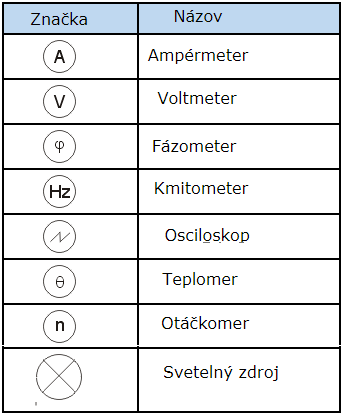 Značka Názov
A Ampérmeter
V Voltmeter
φ Fázometer
Hz Kmitometer
Osciloskop
θ Teplomer
n Otáčkomer
Svetelný zdroj